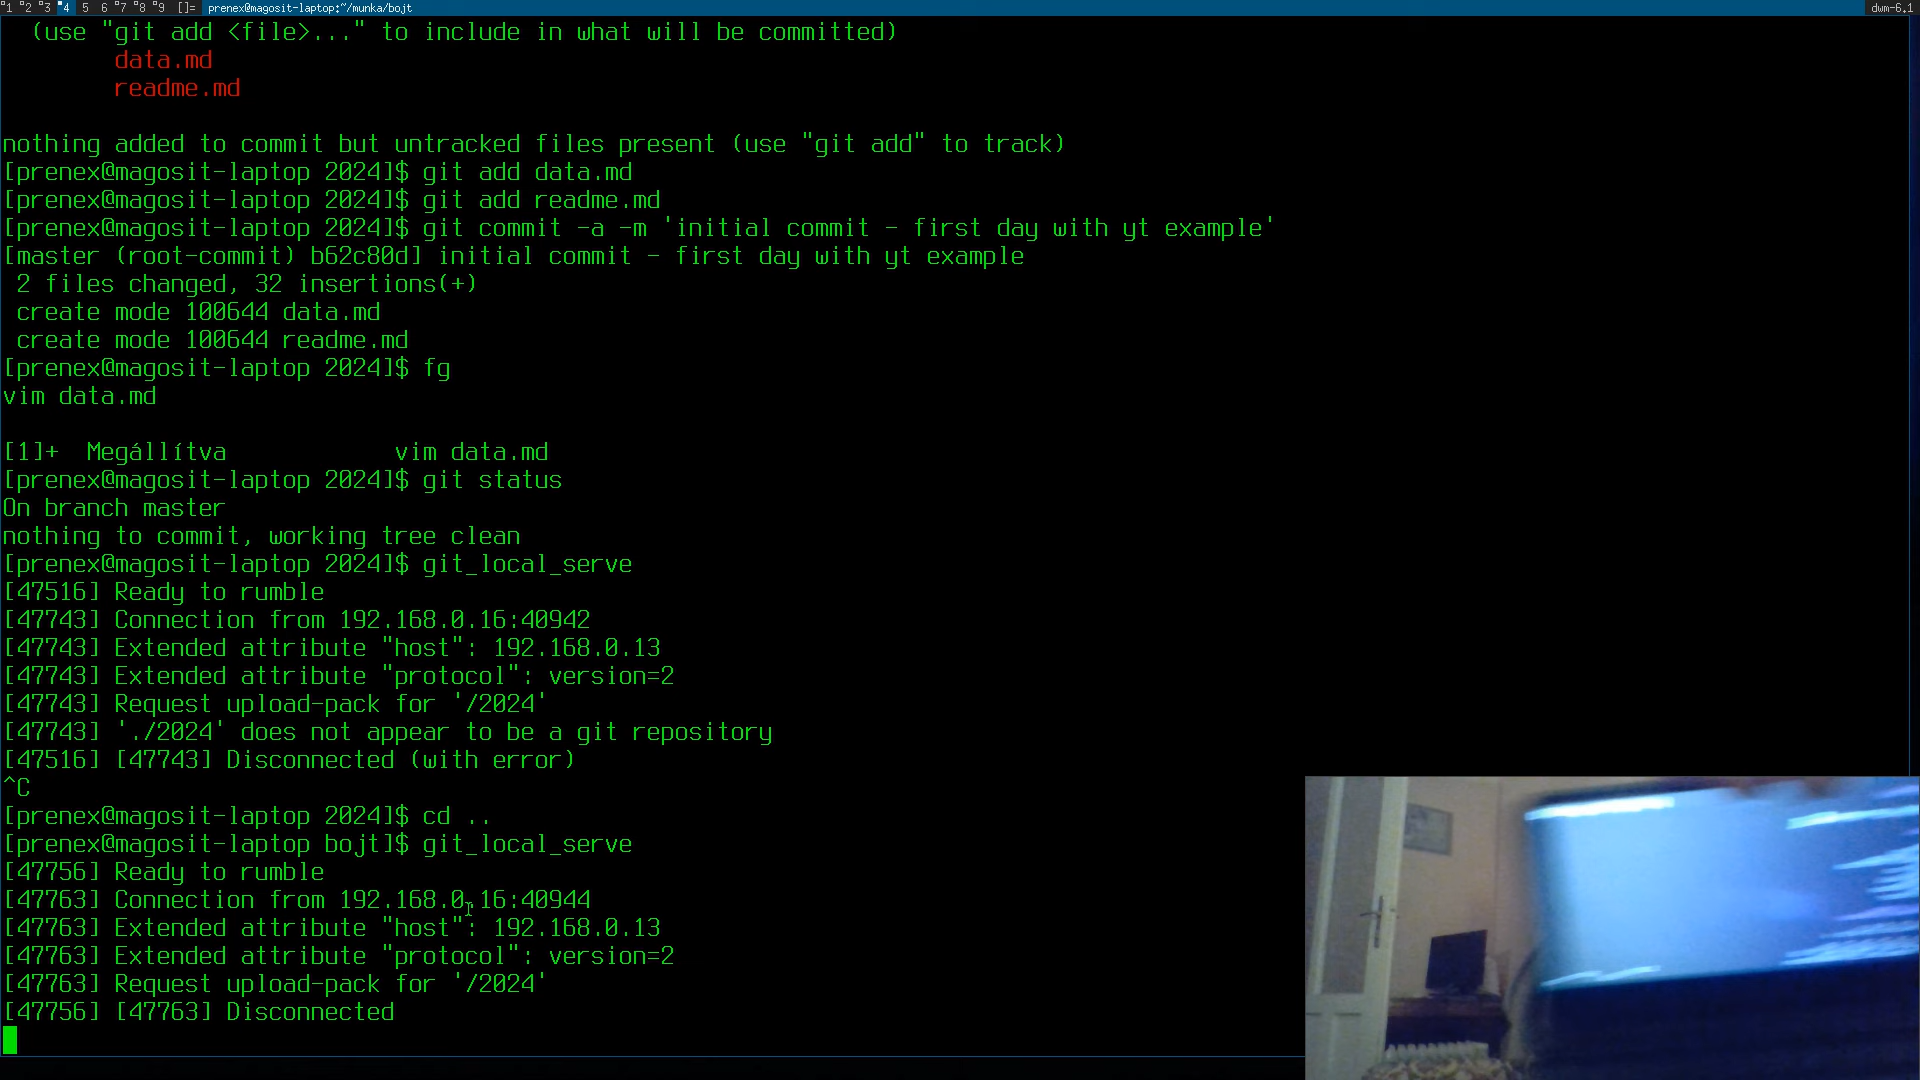 1 2 3 4 5 6 7 8 9 []= prenex@magosit-laptop:~/munka/bojt dwm-6.1
(use "git add <file>..." to include in what will be committed)
data.md
readme.md
nothing added to commit but untracked files present (use "git add" to track)
[prenex@magosit-laptop 2024]$ git add data.md
[prenex@magosit-laptop 2024]$ git add readme.md
[prenex@magosit-laptop 2024]$ git commit -a -m 'initial commit - first day with yt example'
[master (root-commit) b62c80d] initial commit - first day with yt example
2 files changed, 32 insertions(+)
create mode 100644 data.md
create mode 100644 readme.md
[prenex@magosit-laptop 2024]$ fg
vim data.md
[1]+  Megállítva            vim data.md
[prenex@magosit-laptop 2024]$ git status
On branch master
nothing to commit, working tree clean
[prenex@magosit-laptop 2024]$ git_local_serve
[47516] Ready to rumble
[47743] Connection from 192.168.0.16:40942
[47743] Extended attribute "host": 192.168.0.13
[47743] Extended attribute "protocol": version=2
[47743] Request upload-pack for '/2024'
[47743] './2024' does not appear to be a git repository
[47516] [47743] Disconnected (with error)
^C
[prenex@magosit-laptop 2024]$ cd ..
[prenex@magosit-laptop bojt]$ git_local_serve
[47756] Ready to rumble
[47763] Connection from 192.168.0.16:40944
[47763] Extended attribute "host": 192.168.0.13
[47763] Extended attribute "protocol": version=2
[47763] Request upload-pack for '/2024'
[47756] [47763] Disconnected